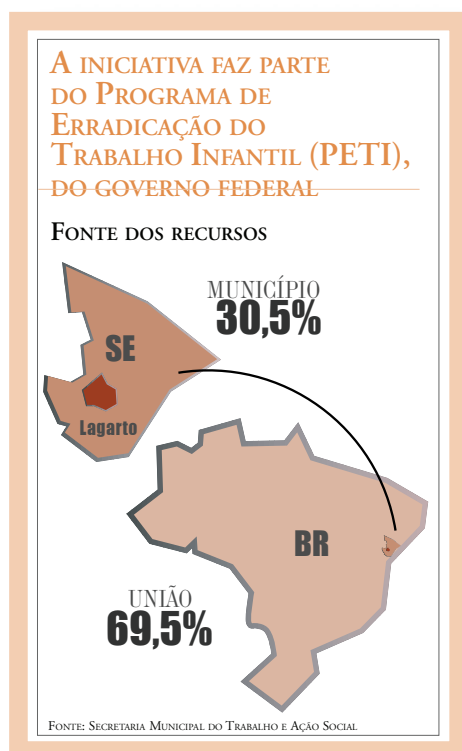 A INICIATIVA FAZ PARTE
DO PROGRAMA DE
ERRADICAÇÃO DO
TRABALHO INFANTIL (PETI),
DO GOVERNO FEDERAL
FONTE DOS RECURSOS
MUNICÍPIO
30,5%
SE
Lagarto
BR
UNIÃO
69,5%
FONTE: SECRETARIA MUNICIPAL DO TRABALHO E AÇÃO SOCIAL